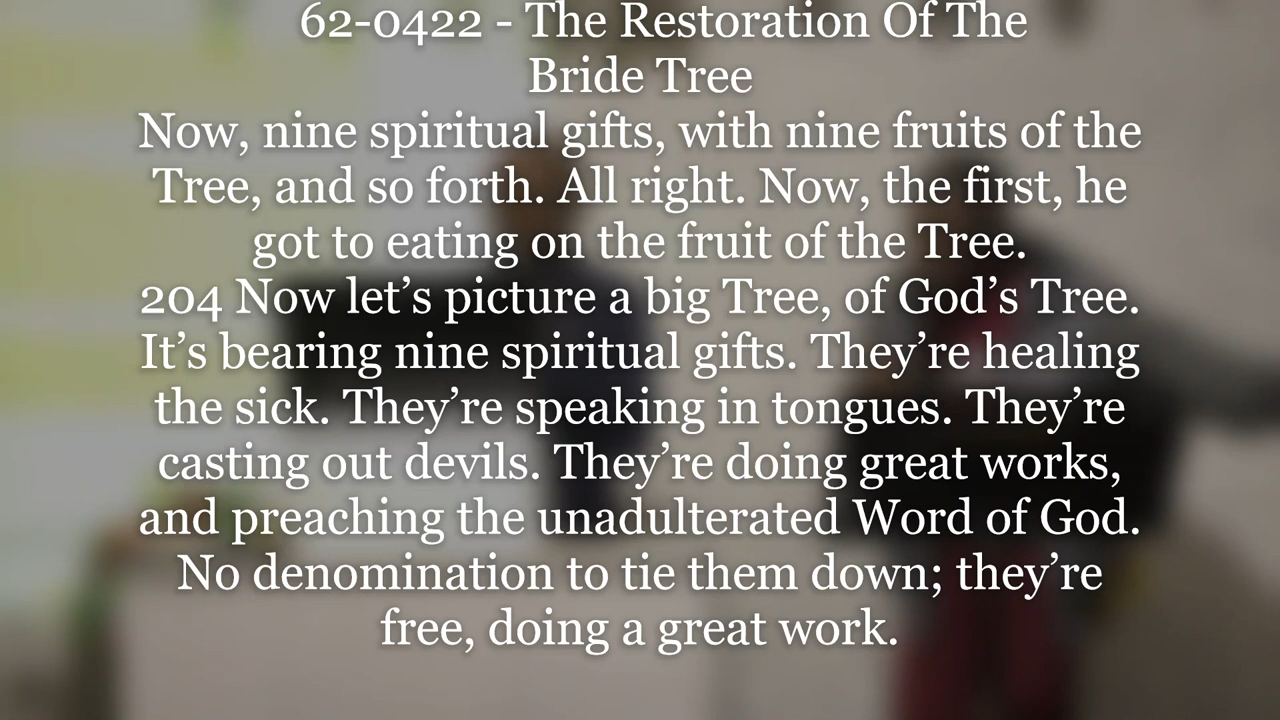 62-0422 - The Restoration Of The
Bride Tree
Now, nine spiritual gifts, with nine fruits of the
Tree, and so forth. All right. Now, the first, he
got to eating on the fruit of the Tree.
204 Now let’s picture a big Tree, of God’s Tree.
It’s bearing nine spiritual gifts. They’re healing
the sick. They’re speaking in tongues. They’re
casting out devils. They’re doing great works,
and preaching the unadulterated Word of God.
No denomination to tie them down; they’re
free, doing a great work.